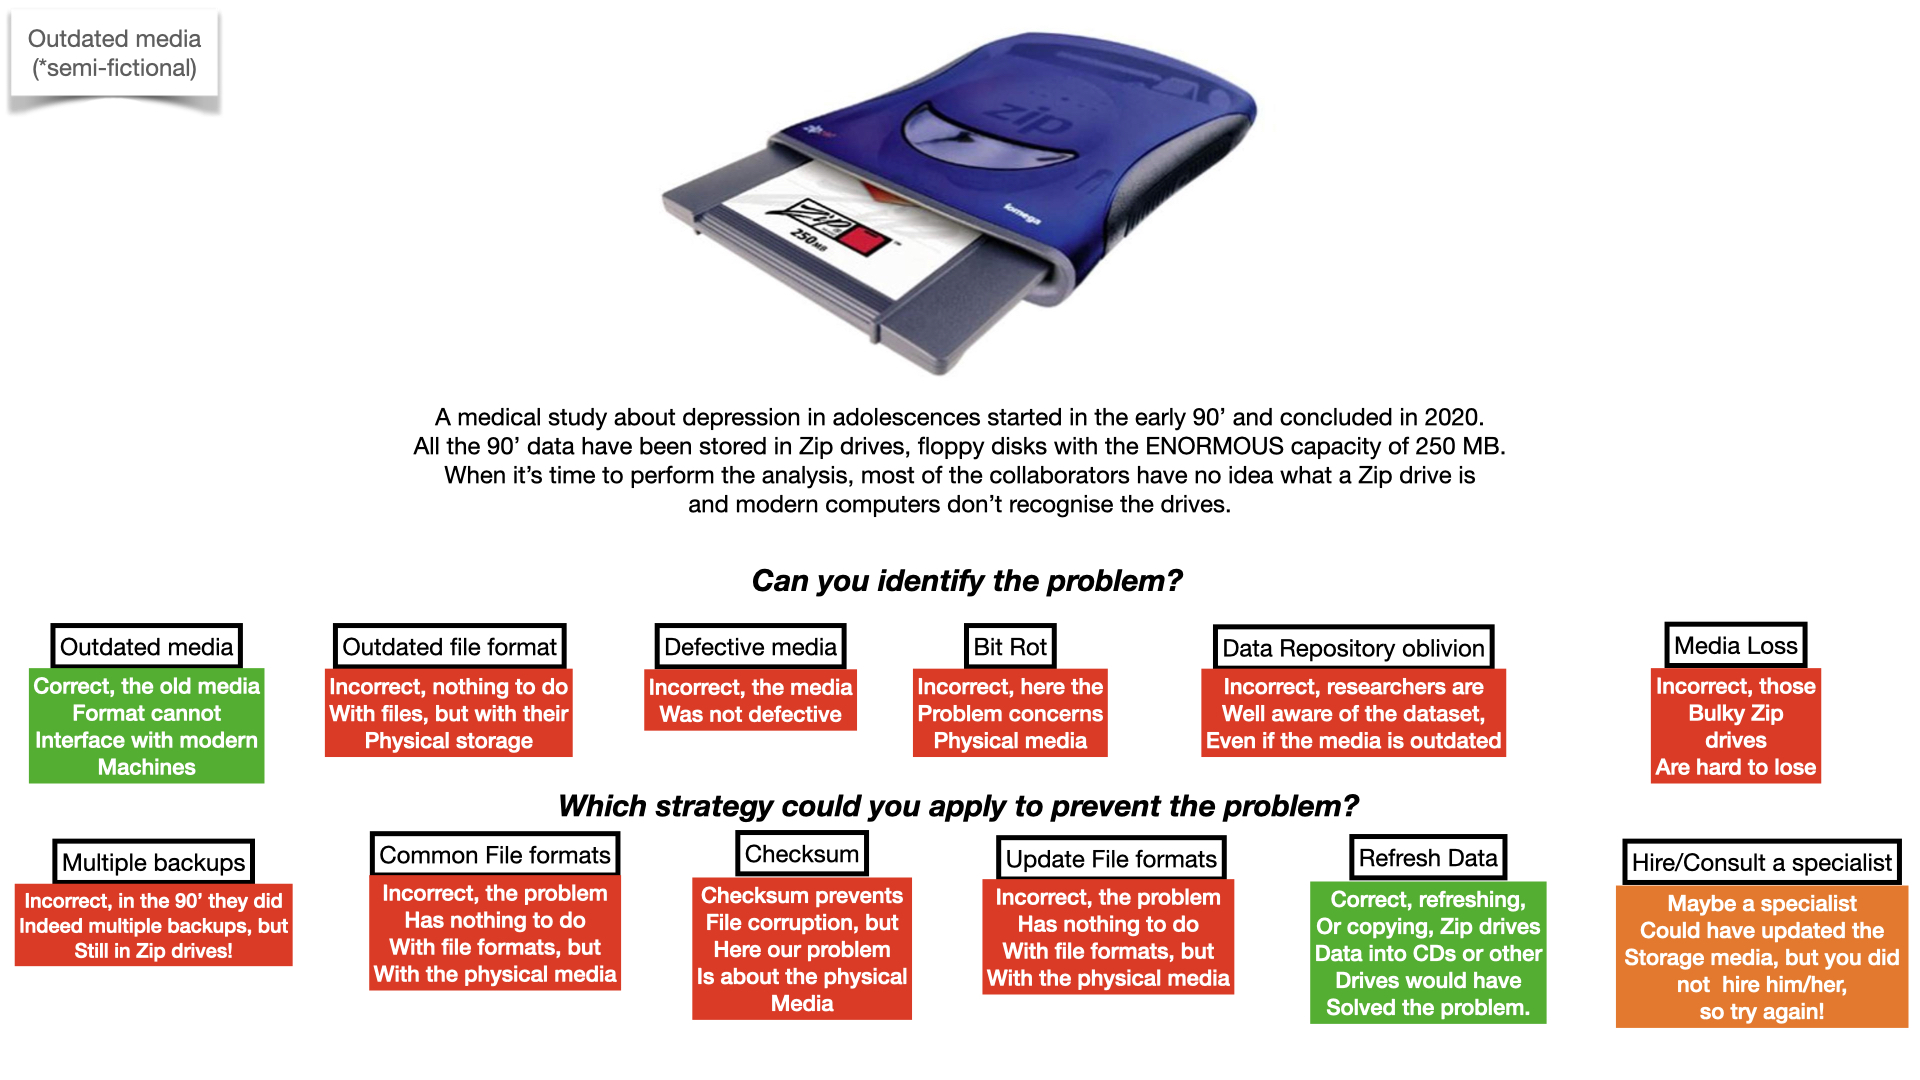 Outdated media
(*semi-fictional)
zip
zip
iomega
Zip
250MB
A medical study about depression in adolescences started in the early 90’ and concluded in 2020.
All the 90’ data have been stored in Zip drives, floppy disks with the ENORMOUS capacity of 250 MB.
When it’s time to perform the analysis, most of the collaborators have no idea what a Zip drive is
and modern computers don’t recognise the drives.
Can you identify the problem?
Outdated media
Correct, the old media
Format cannot
Interface with modern
Machines
Outdated file format
Incorrect, nothing to do
With files, but with their
Physical storage
Defective media
Incorrect, the media
Was not defective
Bit Rot
Incorrect, here the
Problem concerns
Physical media
Data Repository oblivion
Incorrect, researchers are
Well aware of the dataset,
Even if the media is outdated
Media Loss
Incorrect, those
Bulky Zip
drives
Are hard to lose
Which strategy could you apply to prevent the problem?
Multiple backups
Incorrect, in the 90’ they did
Indeed multiple backups, but
Still in Zip drives!
Common File formats
Incorrect, the problem
Has nothing to do
With file formats, but
With the physical media
Checksum
Checksum prevents
File corruption, but
Here our problem
Is about the physical
Media
Update File formats
Incorrect, the problem
Has nothing to do
With file formats, but
With the physical media
Refresh Data
Correct, refreshing,
Or copying, Zip drives
Data into CDs or other
Drives would have
Solved the problem.
Hire/Consult a specialist
Maybe a specialist
Could have updated the
Storage media, but you did
not hire him/her,
so try again!